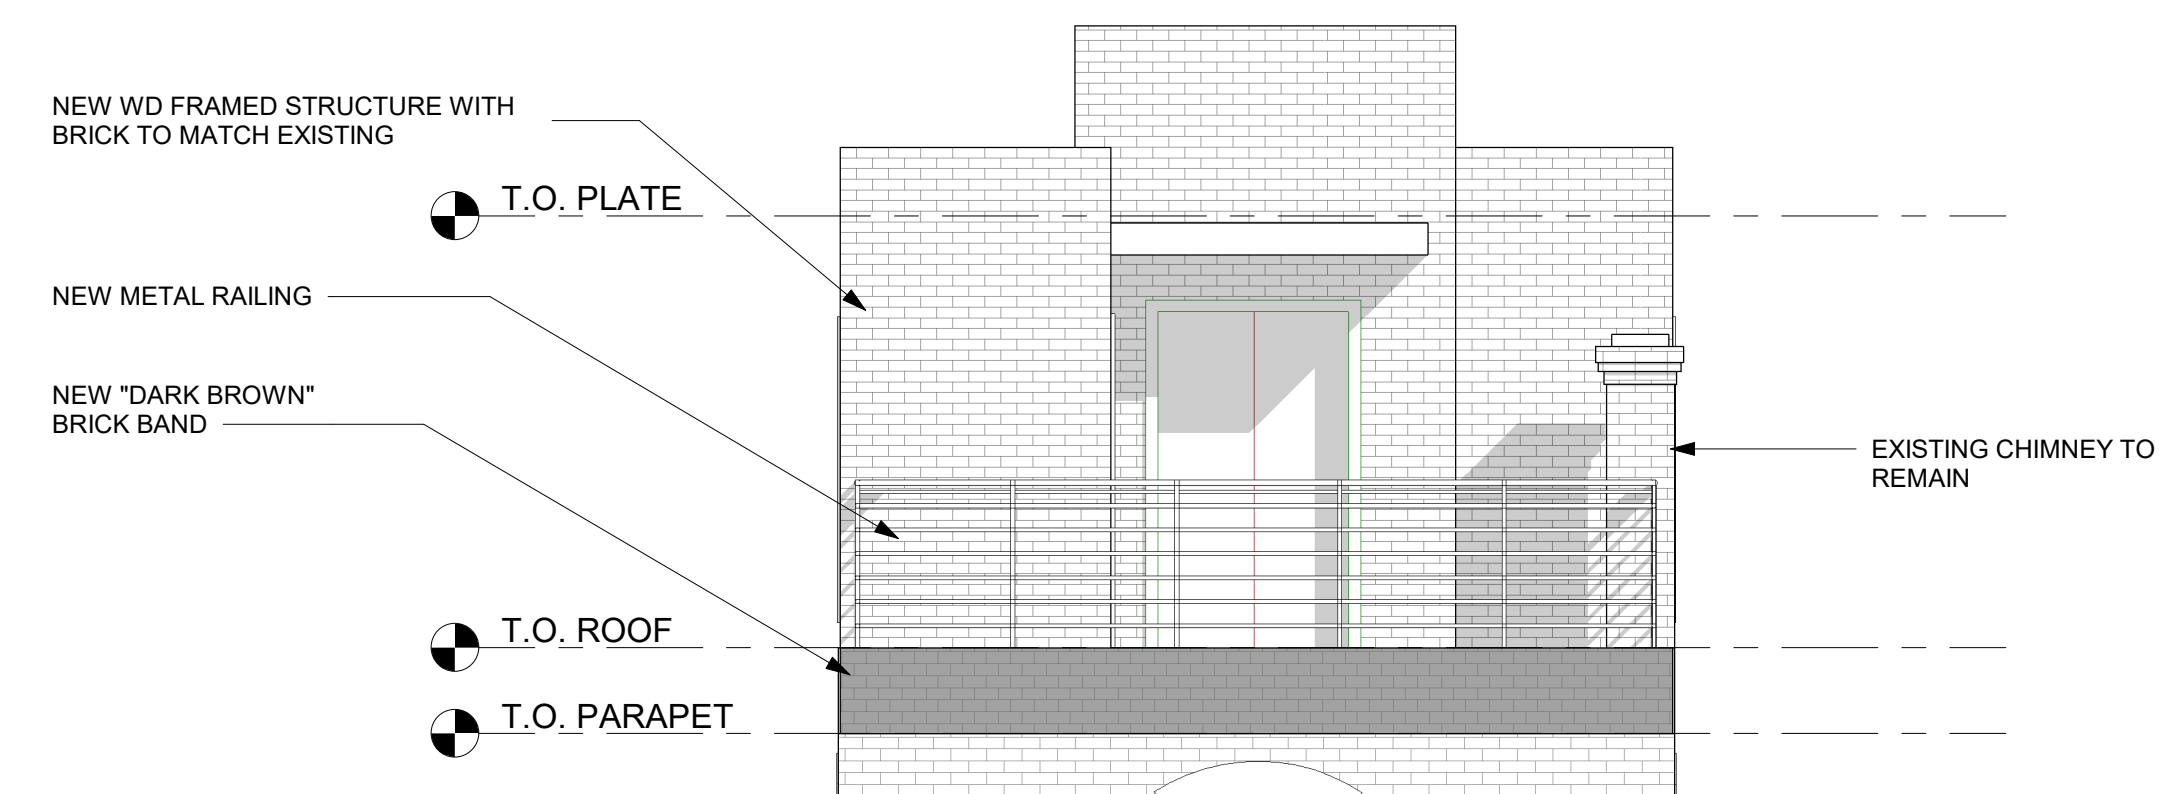 NEW WD FRAMED STRUCTURE WITH
BRICK TO MATCH EXISTING
T.O. PLATE
NEW METAL RAILING
NEW "DARK BROWN"
BRICK BAND
EXISTING CHIMNEY TO
REMAIN
T.O. ROOF
T.O. PARAPET